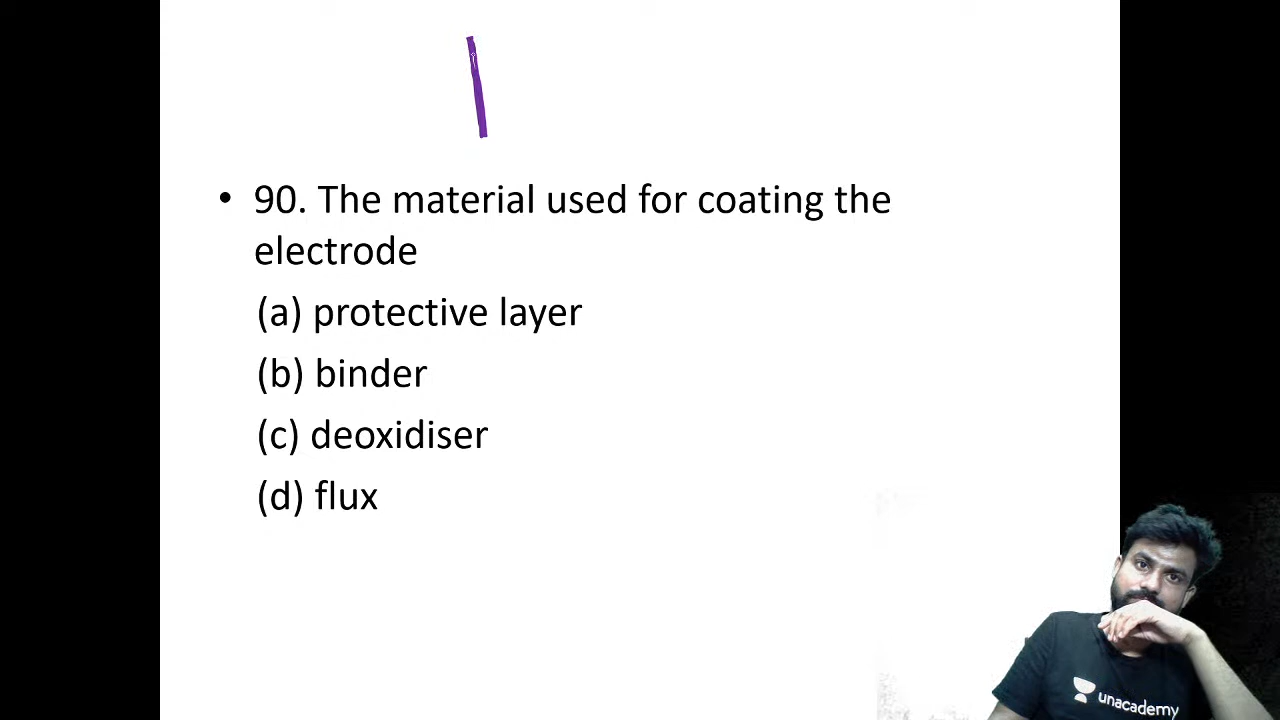 • 90. The material used for coating the
electrode
(a) protective layer
(b) binder
(c) deoxidiser
(d) flux
unacademy